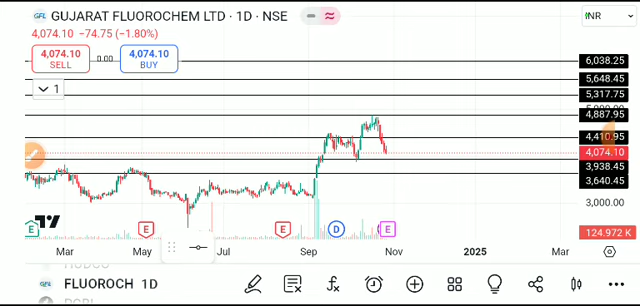 GFL GUJARAT FLUOROCHEM LTD · 1D · NSE
INR
4,074.10 −74.75 (−1.80%)
4,074.10 SELL 0.00 4,074.10 BUY
1
6,038.25
5,648.45
5,317.75
4,887.95
4,410.95
4,074.10
3,938.45
3,640.45
3,000.00
124.972 K
E E E D E
Mar May Jul Sep Nov 2025 Mar
GFL FLUOROCH 1D